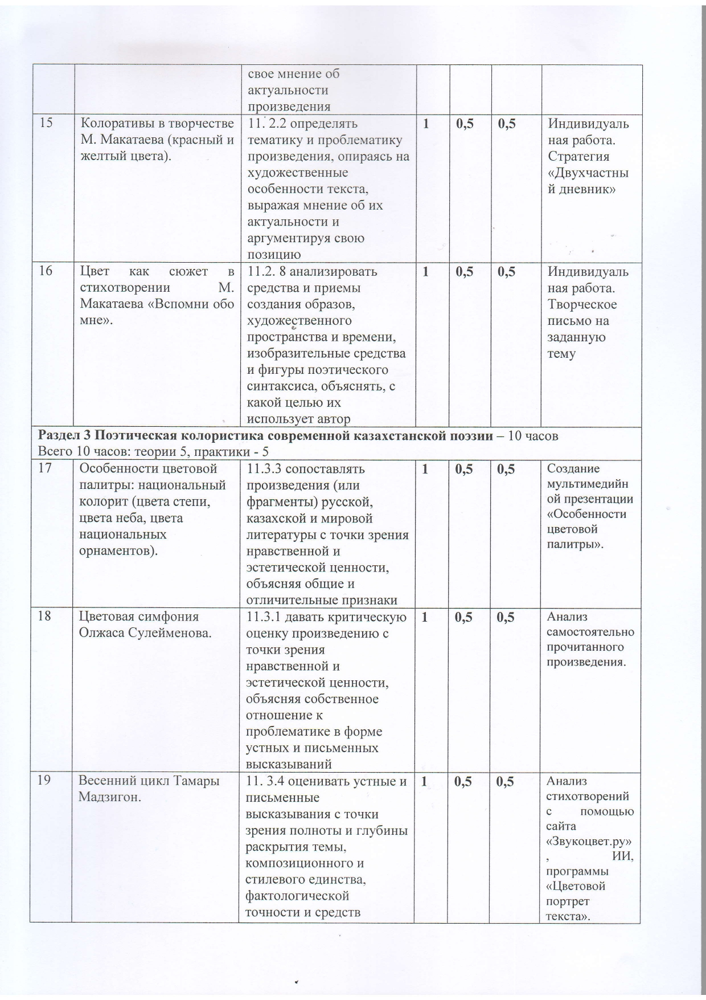 свое мнение об
актуальности
произведения
15
Колоративы в творчестве
М. Макатаева (красный и
желтый цвета).
11. 2.2 определять
тематику и проблематику
произведения, опираясь на
художественные
особенности текста,
выражая мнение об их
актуальности и
аргументируя свою
позицию
1
0,5
0,5
Индивидуаль
ная работа.
Стратегия
«Двухчастны
й дневник»
16
Цвет как сюжет в
стихотворении М.
Макатаева «Вспомни обо
мне».
11.2. 8 анализировать
средства и приемы
создания образов,
художественного
пространства и времени,
изобразительные средства
и фигуры поэтического
синтаксиса, объяснять, с
какой целью их
использует автор
1
0,5
0,5
Индивидуаль
ная работа.
Творческое
письмо на
заданную
тему
Раздел 3 Поэтическая колористика современной казахстанской поэзии – 10 часов
Всего 10 часов: теории 5, практики - 5
17
Особенности цветовой
палитры: национальный
колорит (цвета степи,
цвета неба, цвета
национальных
орнаментов).
11.3.3 сопоставлять
произведения (или
фрагменты) русской,
казахской и мировой
литературы с точки зрения
нравственной и
эстетической ценности,
объясняя общие и
отличительные признаки
1
0,5
0,5
Создание
мультимедийн
ой презентации
«Особенности
цветовой
палитры».
18
Цветовая симфония
Олжаса Сулейменова.
11.3.1 давать критическую
оценку произведению с
точки зрения
нравственной и
эстетической ценности,
объясняя собственное
отношение к
проблематике в форме
устных и письменных
высказываний
1
0,5
0,5
Анализ
самостоятельно
прочитанного
произведения.
19
Весенний цикл Тамары
Мадзигон.
11. 3.4 оценивать устные и
письменные
высказывания с точки
зрения полноты и глубины
раскрытия темы,
композиционного и
стилевого единства,
фактологической
точности и средств
1
0,5
0,5
Анализ
стихотворений
с помощью
сайта
«Звукоцвет.ру»
, ИИ,
программы
«Цветовой
портрет
текста».